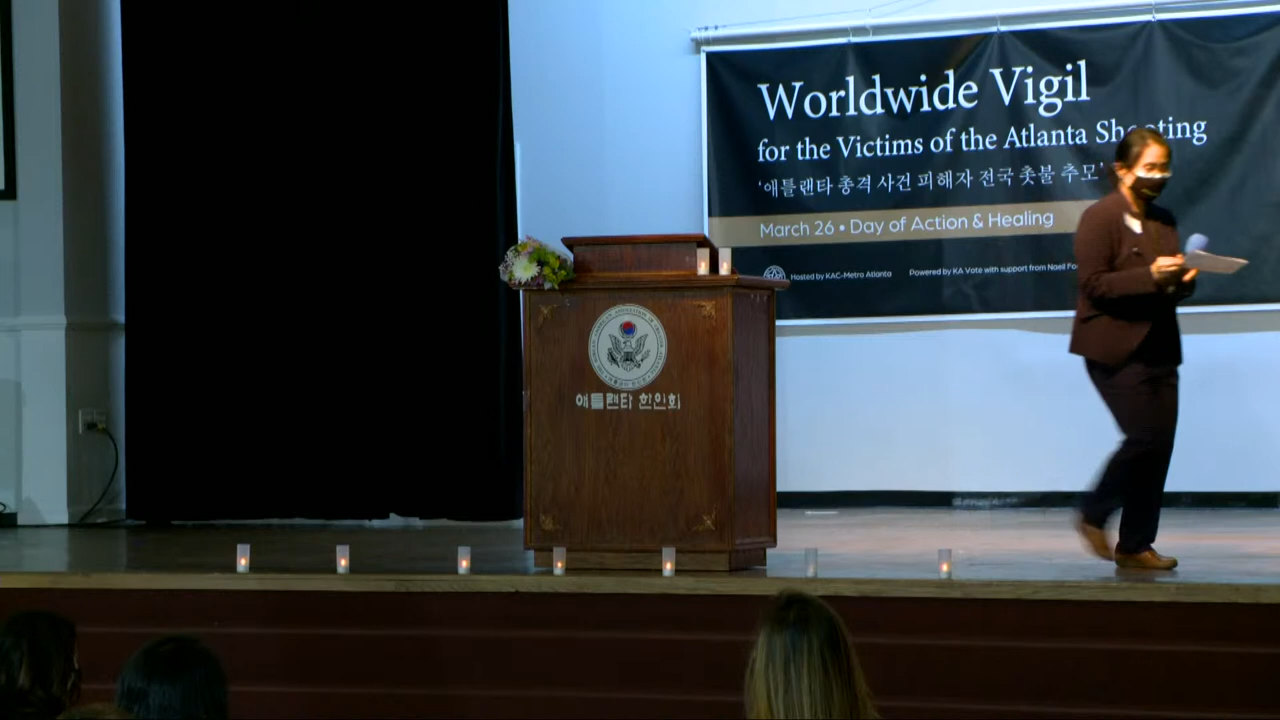 Worldwide Vigil
for the Victims of the Atlanta Shooting
'애틀랜타 총격 사건 피해자 전국 촛불 추모'
March 26 • Day of Action & Healing
Hosted by KAC-Metro Atlanta Powered by KA Vote with support from Naeil
애틀랜타 한인회